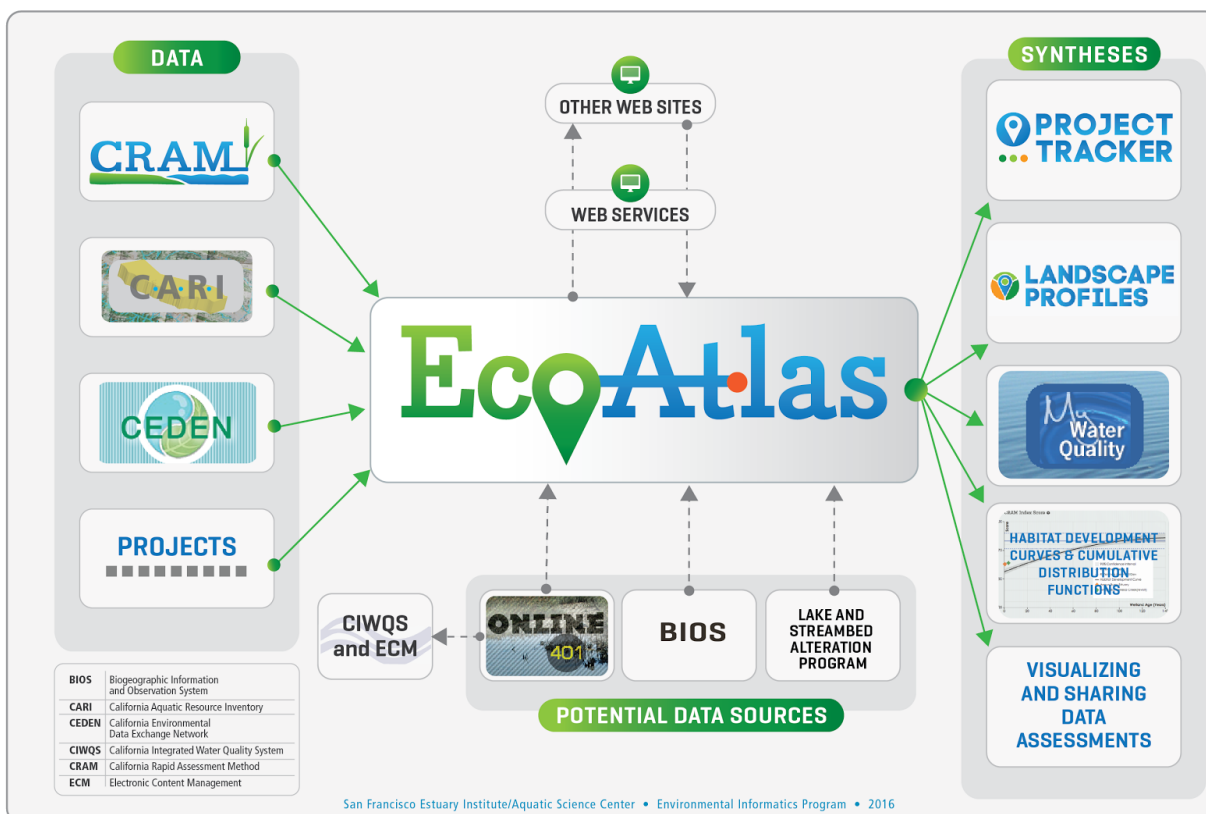 DATA
CRAM
CARI
CEDEN
PROJECTS
OTHER WEB SITES
WEB SERVICES
EcoAtlas
SYNTHESES
PROJECT
TRACKER
LANDSCAPE
PROFILES
My
Water
Quality
HABITAT DEVELOPMENT
CURVES & CUMULATIVE
DISTRIBUTION
FUNCTIONS
VISUALIZING
AND SHARING
DATA
ASSESSMENTS
CIWQS
and ECM
ONLINE
401
BIOS
LAKE AND
STREAMBED
ALTERATION
PROGRAM
POTENTIAL DATA SOURCES
BIOS Biogeographic Information
and Observation System
CARI California Aquatic Resource Inventory
CEDEN California Environmental
Data Exchange Network
CIWQS California Integrated Water Quality System
CRAM California Rapid Assessment Method
ECM Electronic Content Management
San Francisco Estuary Institute/Aquatic Science Center • Environmental Informatics Program • 2016